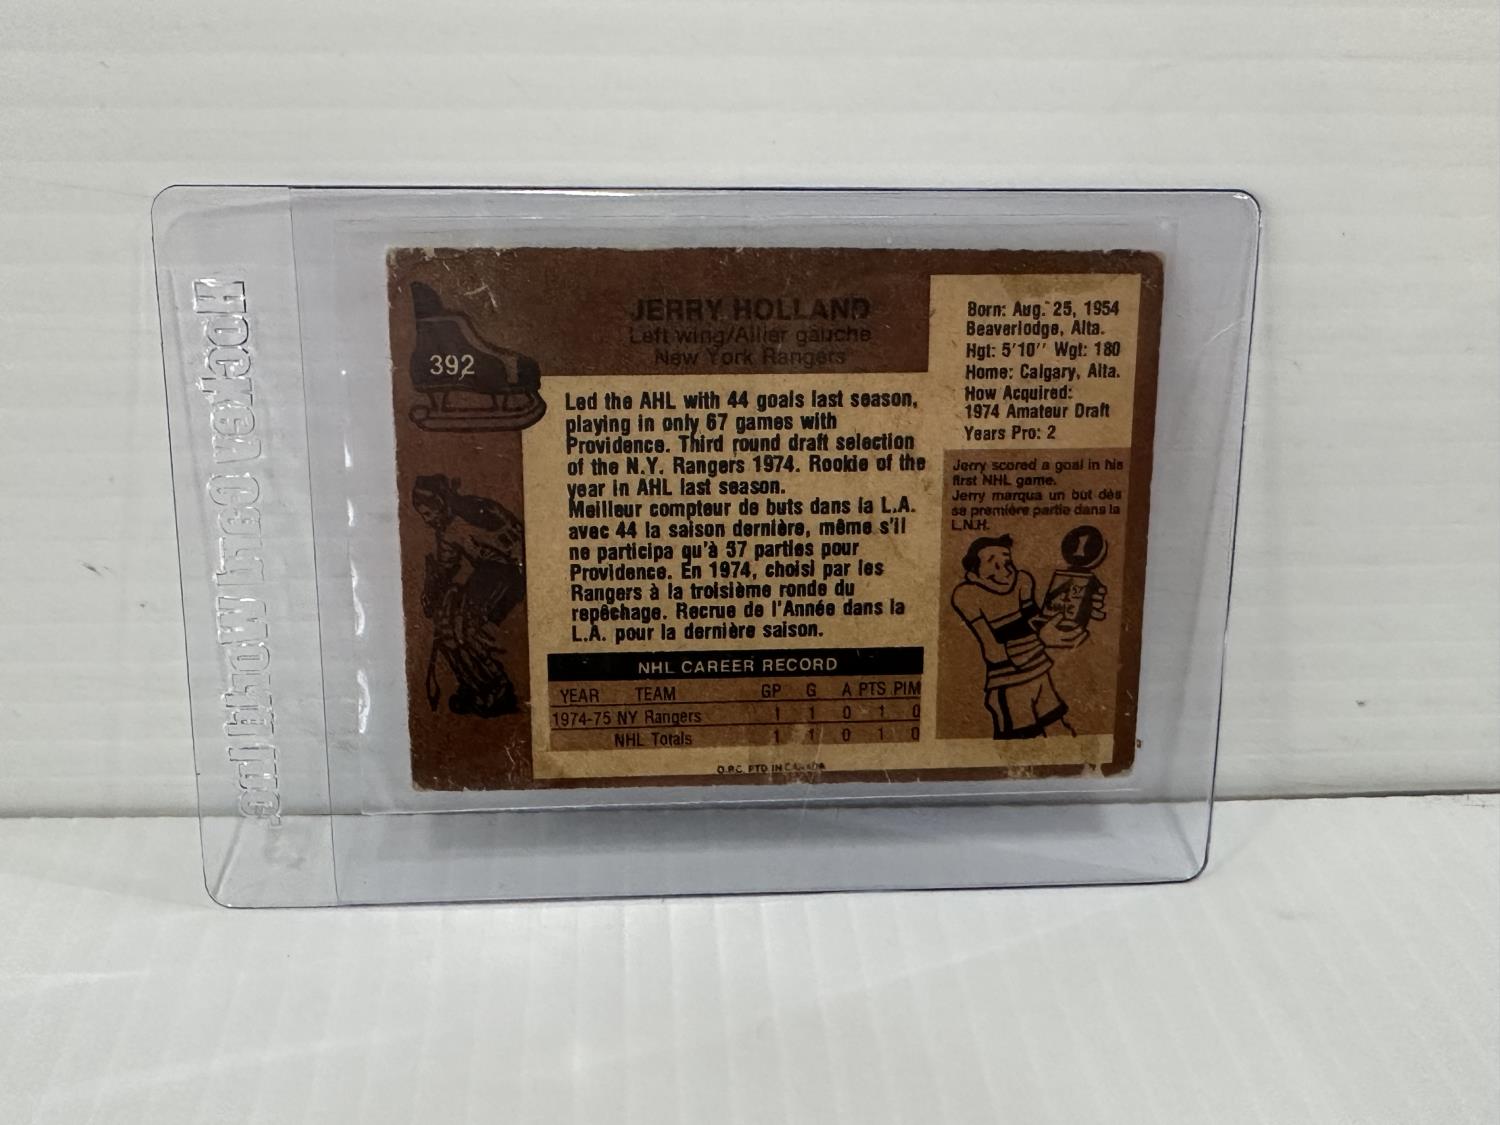 392
JERRY HOLLAND
Left wing/Ailier gauche
New York Rangers
Led the AHL with 44 goals last season,
playing in only 67 games with
Providence. Third round draft selection
of the N.Y. Rangers 1974. Rookie of the
year in AHL last season.
Meilleur compteur de buts dans la L.A.
avec 44 la saison dernière, même s'il
ne participa qu'à 37 parties pour
Providence. En 1974, choisi par les
Rangers à la troisième ronde du
repêchage. Recrue de l'Année dans la
L.A. pour la dernière saison.
NHL CAREER RECORD
YEAR TEAM GP G A PTS PIM
1974-75 NY Rangers 1 1 0 1 0
NHL Totals 1 1 0 1 0
O.P.C. PTD IN CANADA
Born: Aug. 25, 1954
Beaverlodge, Alta.
Hgt: 5'10'' Wgt: 180
Home: Calgary, Alta.
How Acquired:
1974 Amateur Draft
Years Pro: 2
Jerry scored a goal in his
first NHL game.
Jerry marqua un but dès
sa première partie dans la
L.N.H.
1
1ST
Hockey Card World Inc.